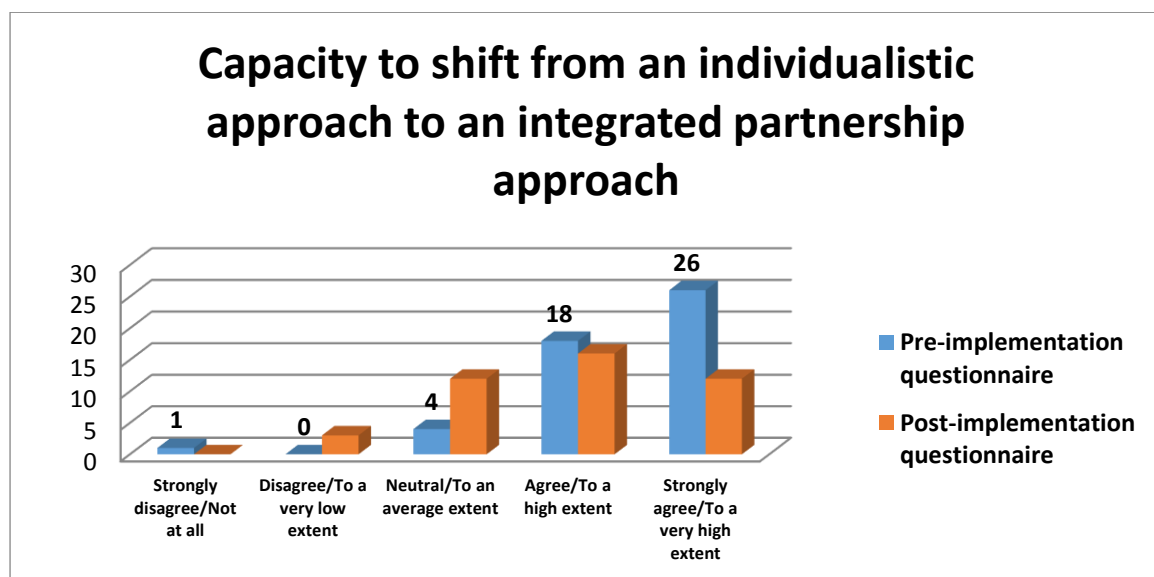 Capacity to shift from an individualistic
approach to an integrated partnership
approach
30
25
20
15
10
5
0
1
0
4
18
26
Strongly
disagree/Not
at all
Disagree/To a
very low
extent
Neutral/To an
average extent
Agree/To a
high extent
Strongly
agree/To a
very high
extent
Pre-implementation
questionnaire
Post-implementation
questionnaire